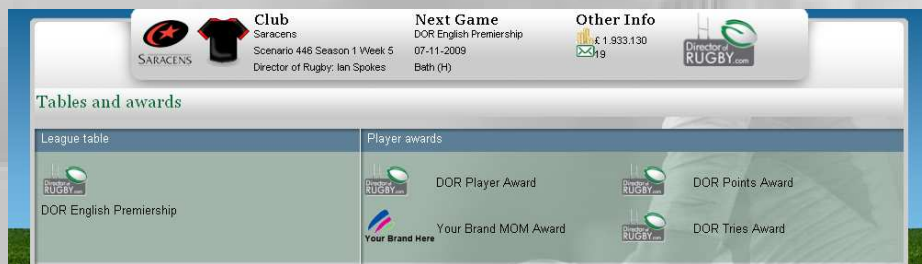 SARACENS
Club
Saracens
Scenario 446 Season 1 Week 5
Director of Rugby: Ian Spokes
Next Game
DOR English Premiership
07-11-2009
Bath (H)
Other Info
£ 1.933.130
19
Director of
RUGBY.com
Tables and awards
League table
Director of
RUGBY.com
DOR English Premiership
Player awards
Director of
RUGBY.com
DOR Player Award
Director of
RUGBY.com
DOR Points Award
Your Brand Here
Your Brand MOM Award
Director of
RUGBY.com
DOR Tries Award